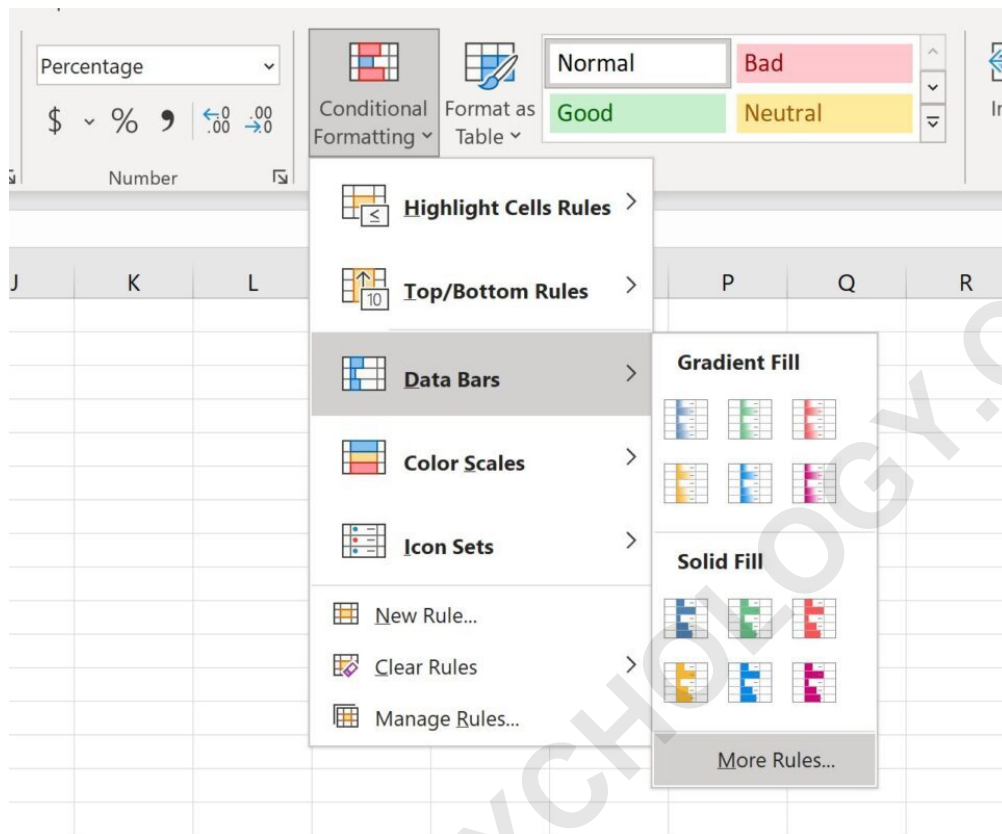 Percentage
$ % 9 .00 .00
Conditional Formatting
Format as Table
Normal
Bad
Good
Neutral
Number
K
L
P
Q
R
Highlight Cells Rules
Top/Bottom Rules
10
Data Bars
Color Scales
Icon Sets
New Rule...
Clear Rules
Manage Rules...
Gradient Fill
Solid Fill
More Rules...